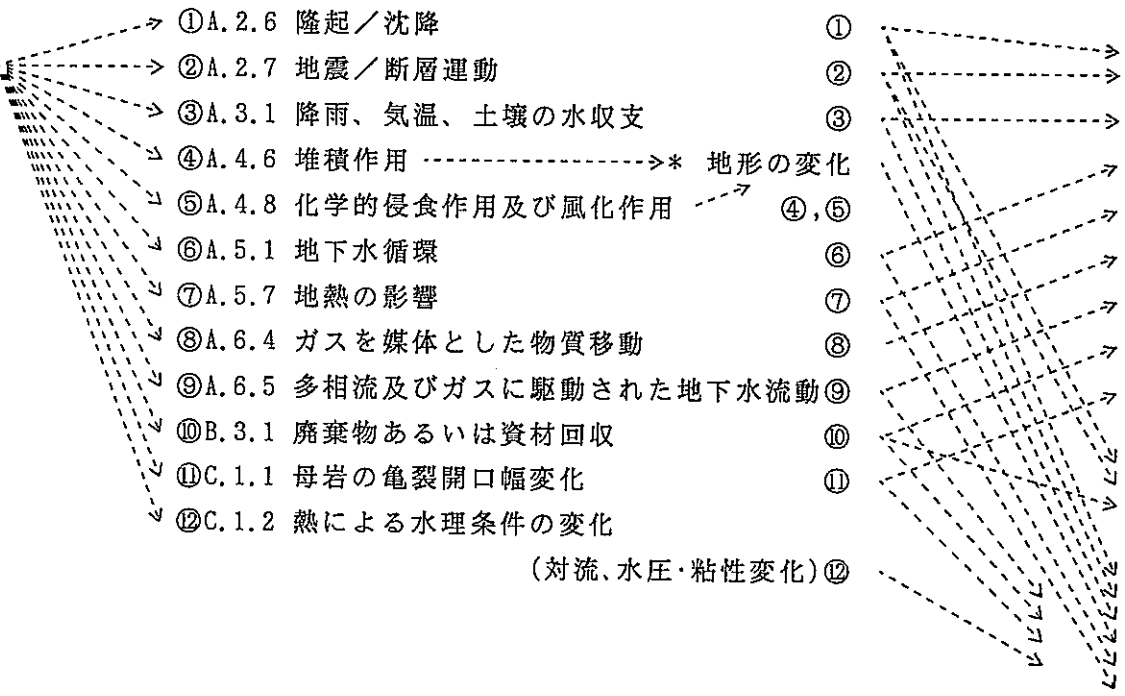 ①A.2.6 隆起／沈降 ①
②A.2.7 地震／断層運動 ②
③A.3.1 降雨、気温、土壌の水収支 ③
④A.4.6 堆積作用 * 地形の変化
⑤A.4.8 化学的侵食作用及び風化作用 ④,⑤
⑥A.5.1 地下水循環 ⑥
⑦A.5.7 地熱の影響 ⑦
⑧A.6.4 ガスを媒体とした物質移動 ⑧
⑨A.6.5 多相流及びガスに駆動された地下水流動⑨
⑩B.3.1 廃棄物あるいは資材回収 ⑩
⑪C.1.1 母岩の亀裂開口幅変化 ⑪
⑫C.1.2 熱による水理条件の変化
(対流、水圧・粘性変化)⑫